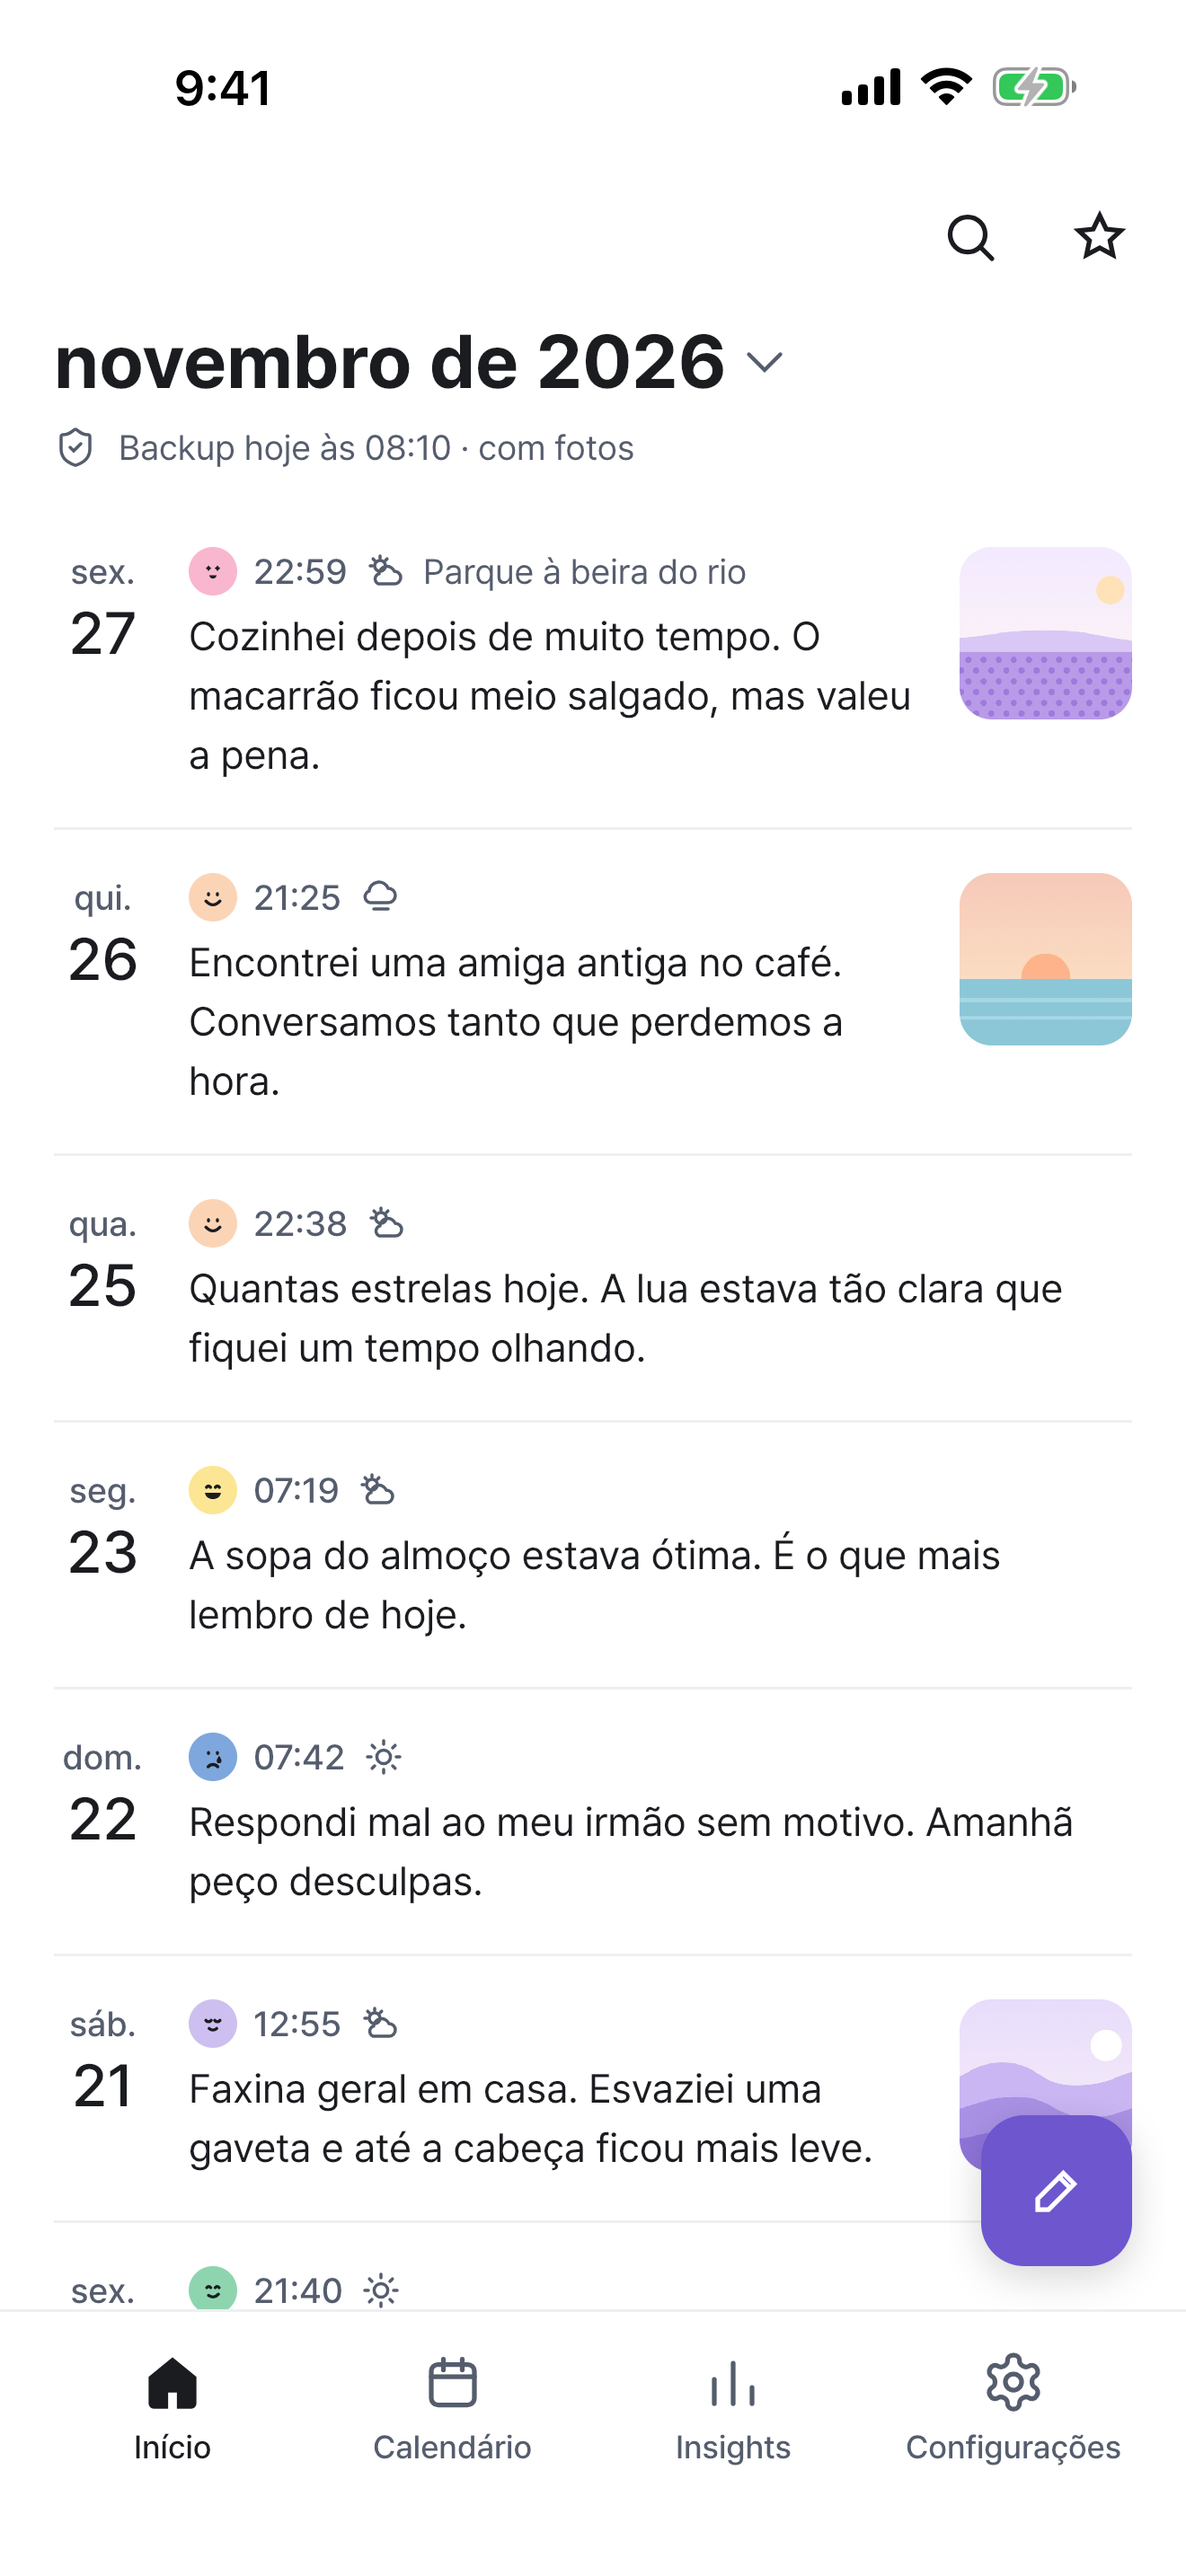 9:41
novembro de 2026
Backup hoje às 08:10 · com fotos
sex.
27
22:59 Parque à beira do rio
Cozinhei depois de muito tempo. O
macarrão ficou meio salgado, mas valeu
a pena.
qui.
26
21:25
Encontrei uma amiga antiga no café.
Conversamos tanto que perdemos a
hora.
qua.
25
22:38
Quantas estrelas hoje. A lua estava tão clara que
fiquei um tempo olhando.
seg.
23
07:19
A sopa do almoço estava ótima. É o que mais
lembro de hoje.
dom.
22
07:42
Respondi mal ao meu irmão sem motivo. Amanhã
peço desculpas.
sáb.
21
12:55
Faxina geral em casa. Esvaziei uma
gaveta e até a cabeça ficou mais leve.
sex.
21:40
Início
Calendário
Insights
Configurações